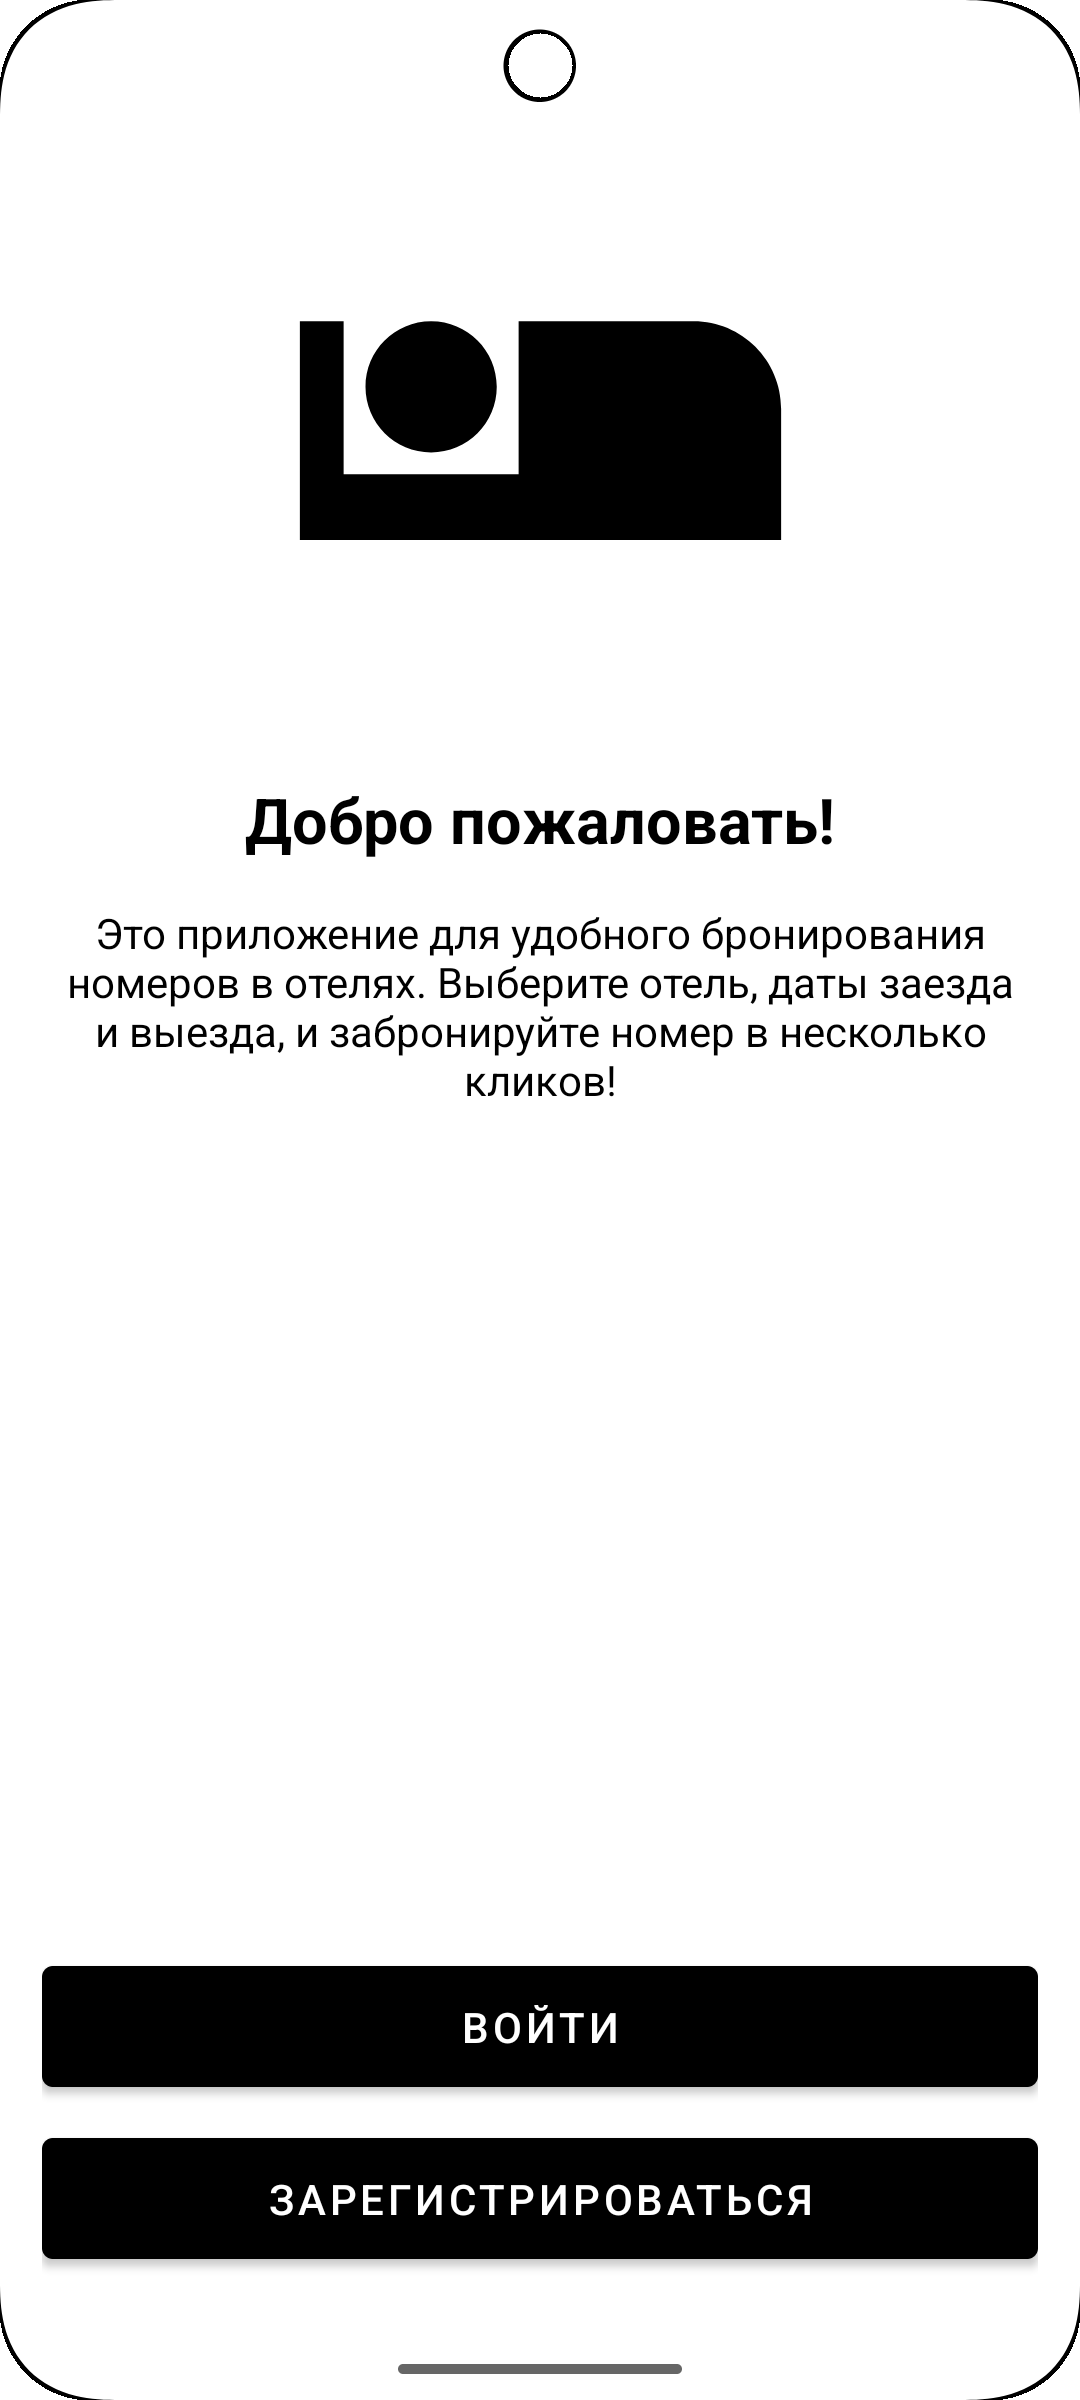 Добро пожаловать!
Это приложение для удобного бронирования
номеров в отелях. Выберите отель, даты заезда
и выезда, и забронируйте номер в несколько
кликов!
ВОЙТИ
ЗАРЕГИСТРИРОВАТЬСЯ